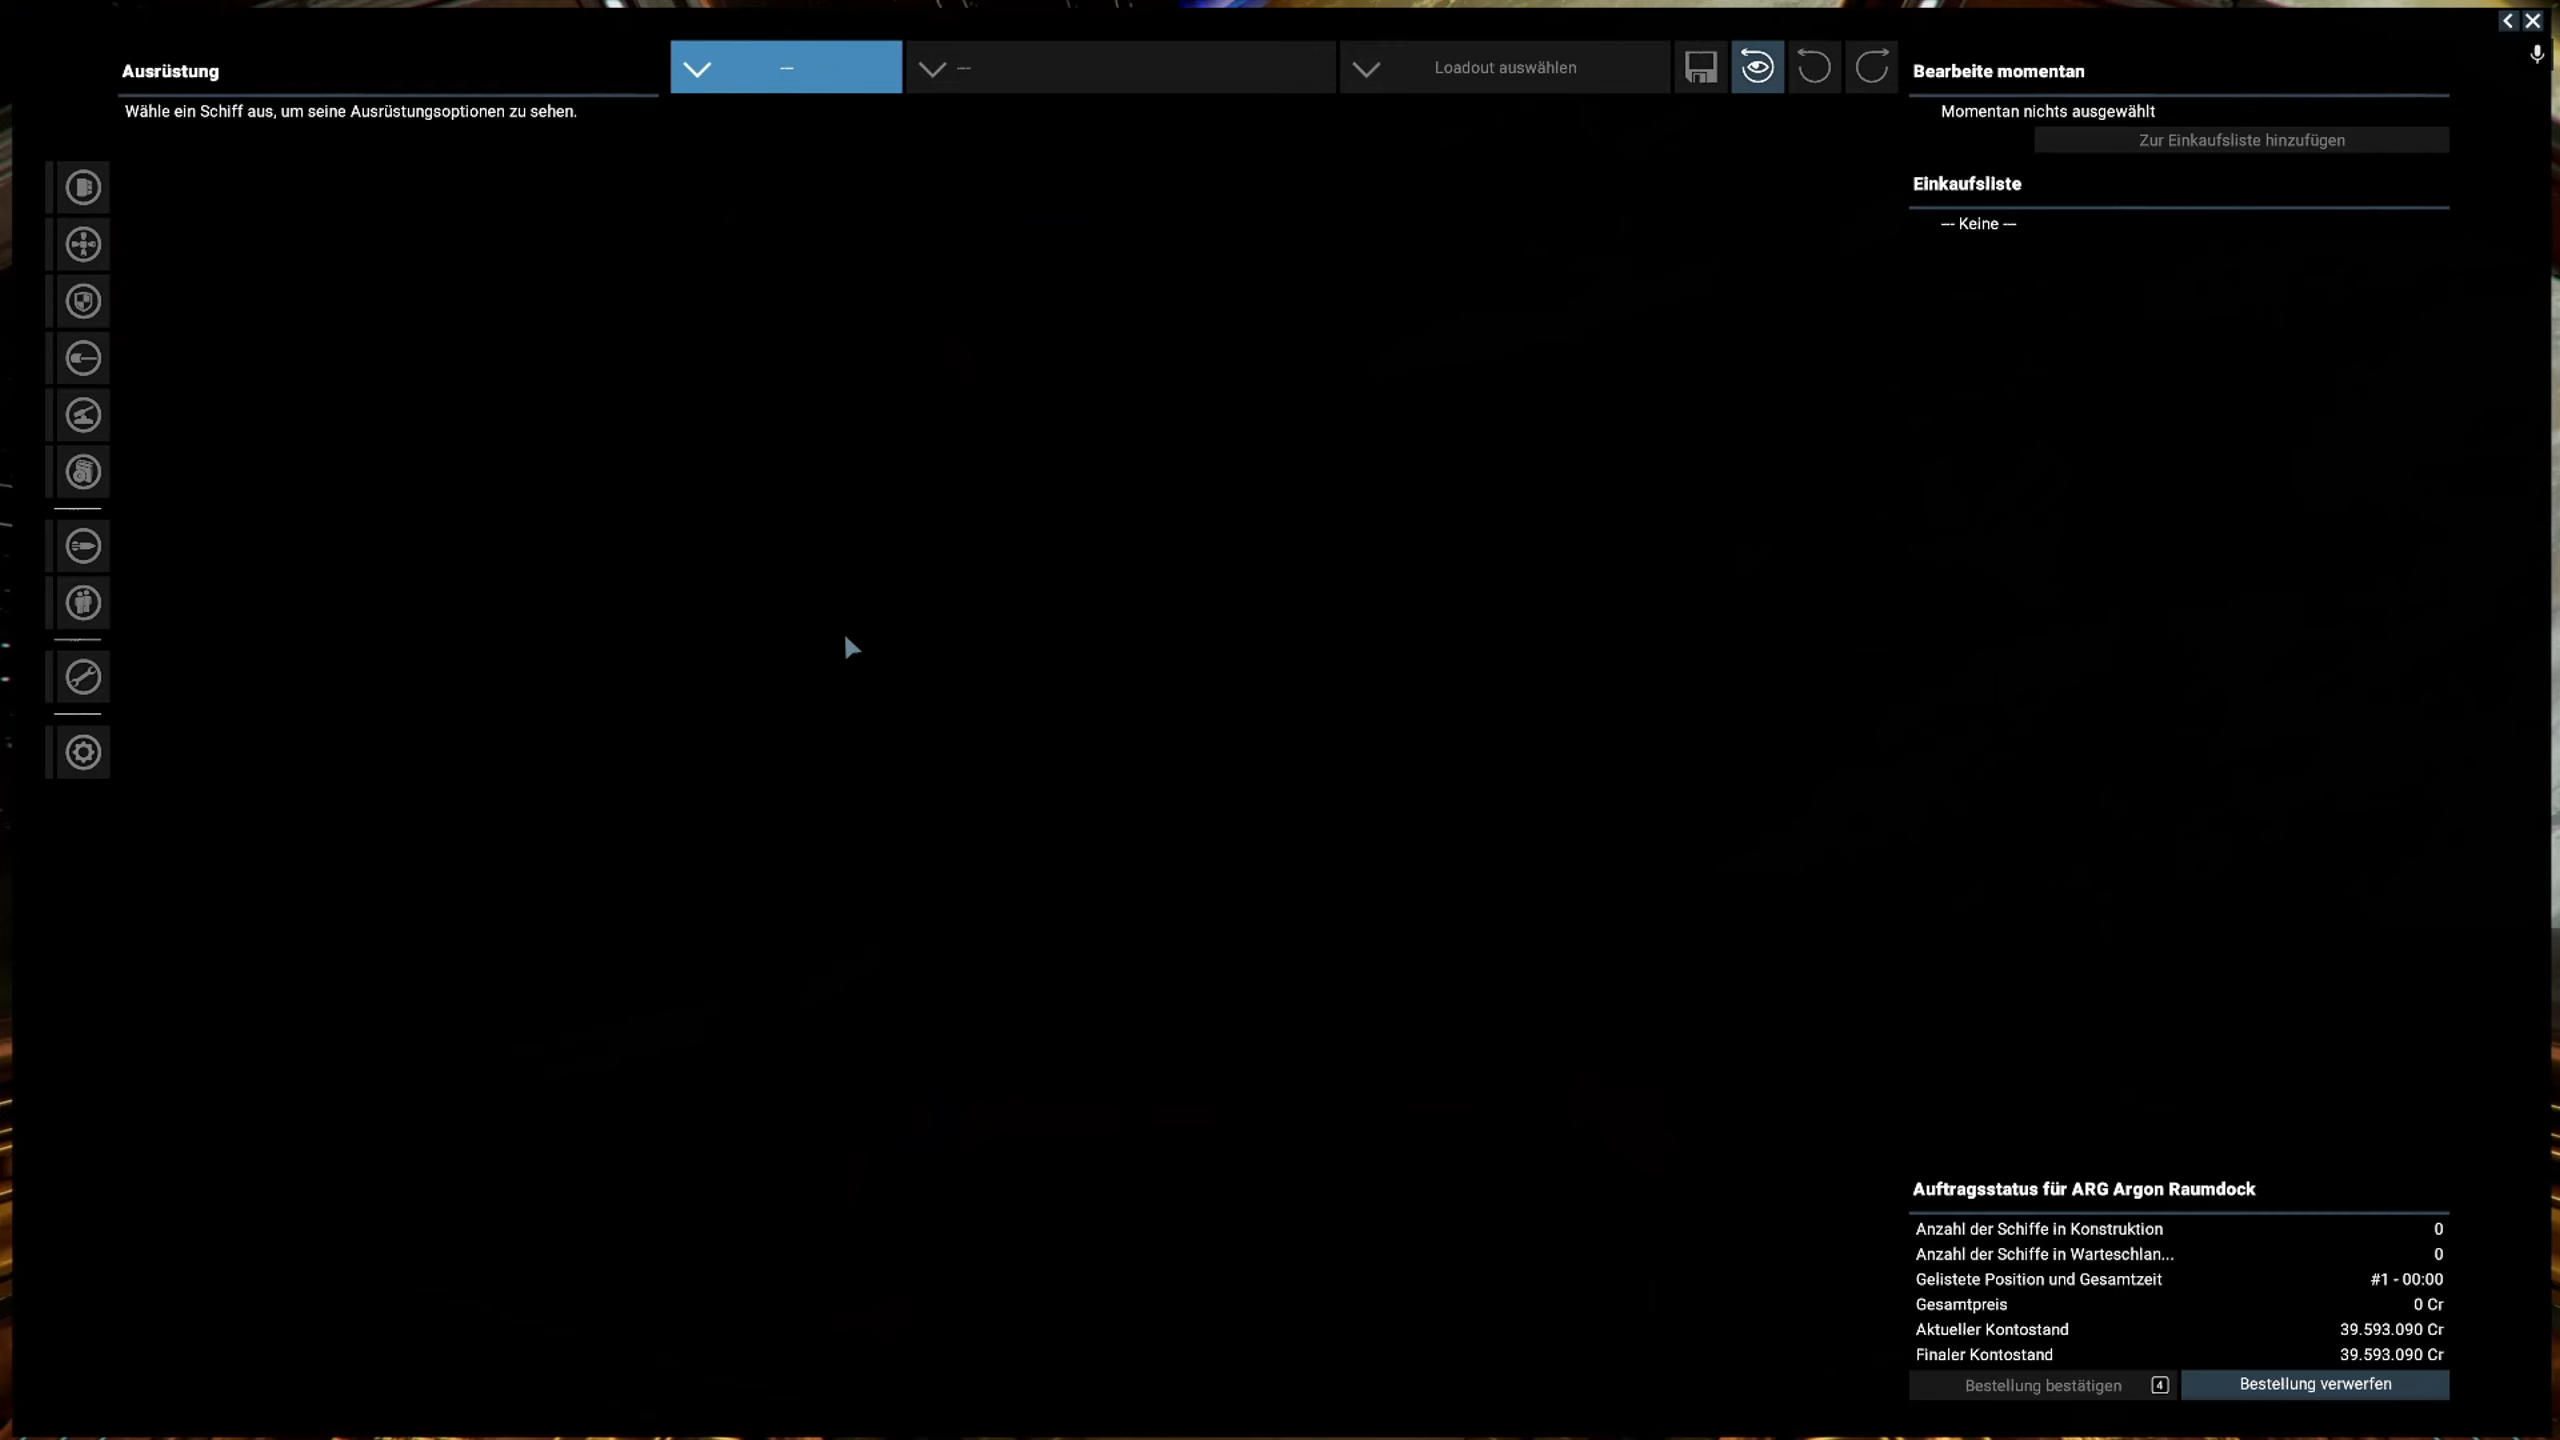 Ausrüstung
Wähle ein Schiff aus, um seine Ausrüstungsoptionen zu sehen.
---
---
Loadout auswählen
Bearbeite momentan
Momentan nichts ausgewählt
Zur Einkaufsliste hinzufügen
Einkaufsliste
--- Keine ---
Auftragsstatus für ARG Argon Raumdock
Anzahl der Schiffe in Konstruktion 0
Anzahl der Schiffe in Warteschlan... 0
Gelistete Position und Gesamtzeit #1 - 00:00
Gesamtpreis 0 Cr
Aktueller Kontostand 39.593.090 Cr
Finaler Kontostand 39.593.090 Cr
Bestellung bestätigen 4
Bestellung verwerfen